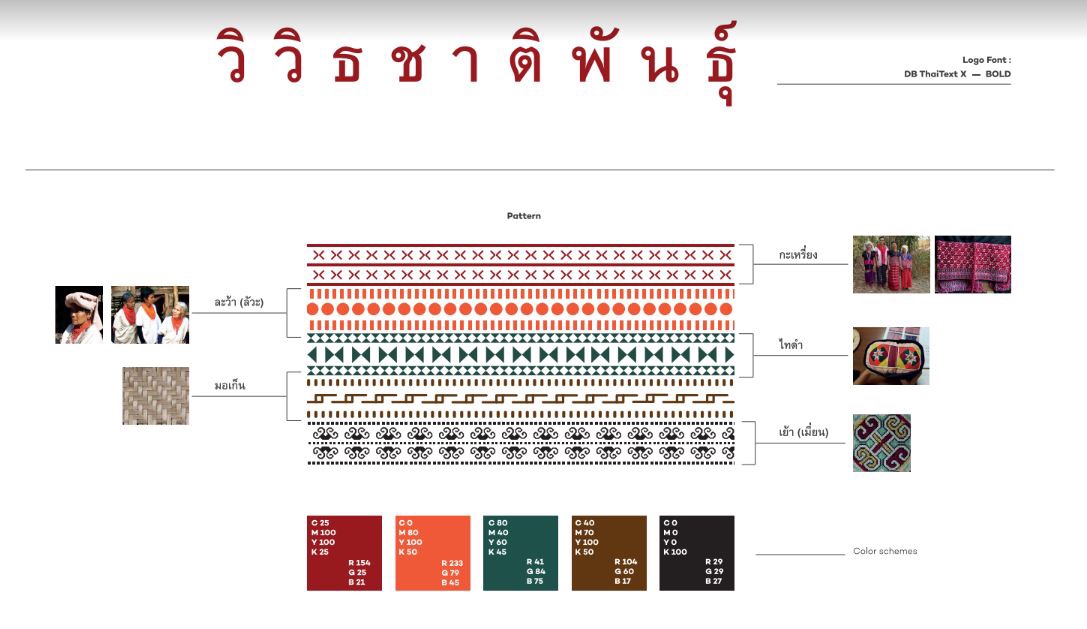 วิวิธชาติพันธุ์
Logo Font :
DB ThaiText X — BOLD
Pattern
กะเหรี่ยง
ละว้า (ลัวะ)
ไทดำ
มอเก็น
เย้า (เมี่ยน)
C 25
M 100
Y 100
K 25
R 154
G 25
B 21
C 0
M 80
Y 100
K 50
R 233
G 79
B 45
C 80
M 40
Y 60
K 45
R 41
G 84
B 75
C 40
M 70
Y 100
K 50
R 104
G 60
B 17
C 0
M 0
Y 0
K 100
R 29
G 29
B 27
Color schemes